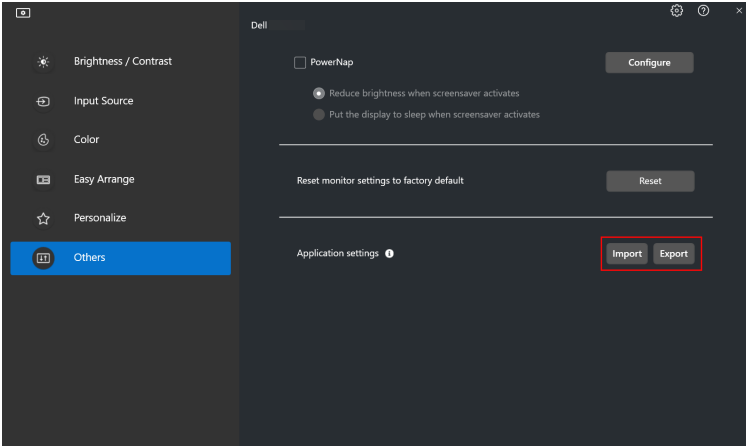 Dell
Brightness / Contrast
Input Source
Color
Easy Arrange
Personalize
Others
PowerNap
Configure
Reduce brightness when screensaver activates
Put the display to sleep when screensaver activates
Reset monitor settings to factory default
Reset
Application settings
Import
Export